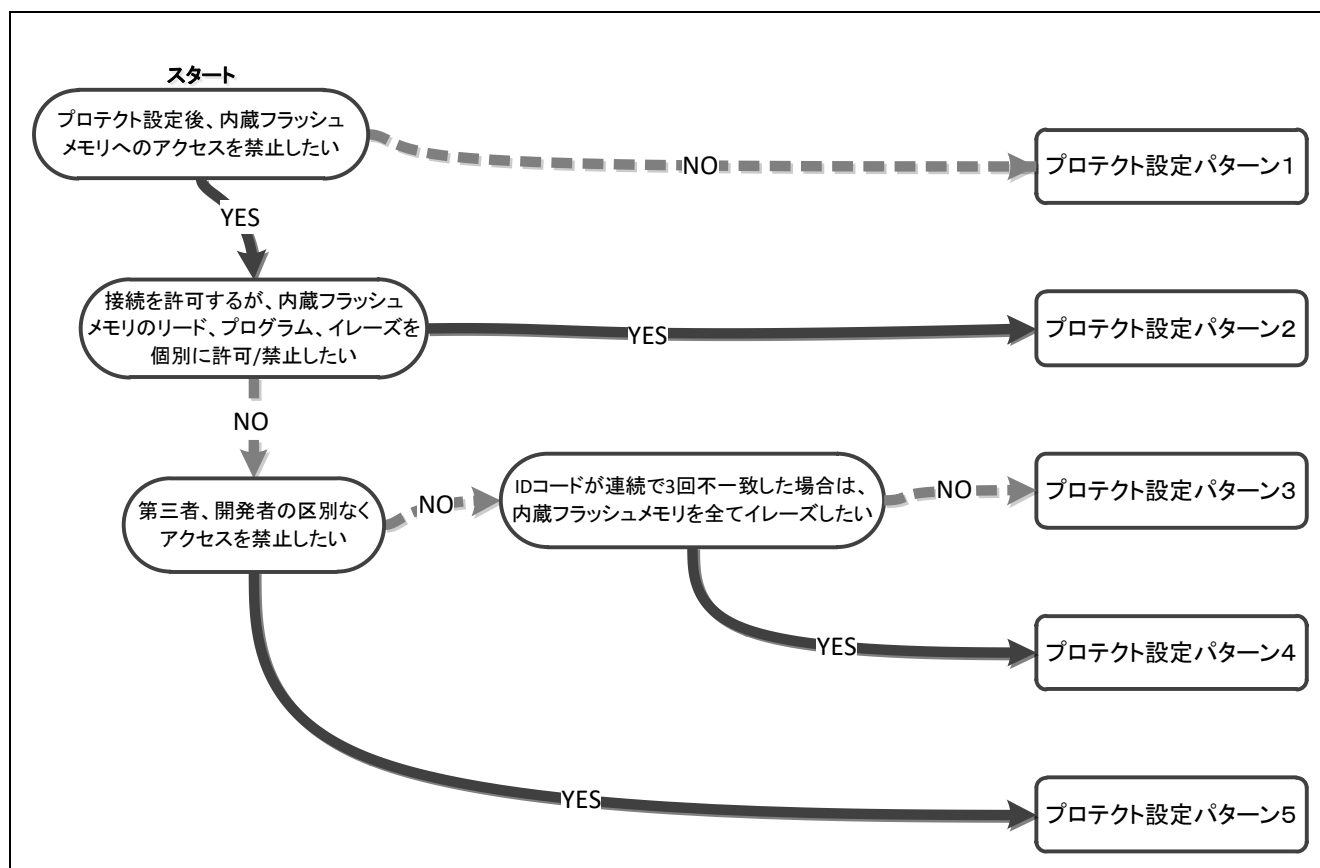 スタート
プロテクト設定後、内蔵フラッシュ
メモリへのアクセスを禁止したい
NO
プロテクト設定パターン1
YES
接続を許可するが、内蔵フラッシュ
メモリのリード、プログラム、イレーズを
個別に許可/禁止したい
YES
プロテクト設定パターン2
NO
第三者、開発者の区別なく
アクセスを禁止したい
NO
IDコードが連続で3回不一致した場合は、
内蔵フラッシュメモリを全てイレーズしたい
NO
プロテクト設定パターン3
YES
プロテクト設定パターン4
YES
プロテクト設定パターン5